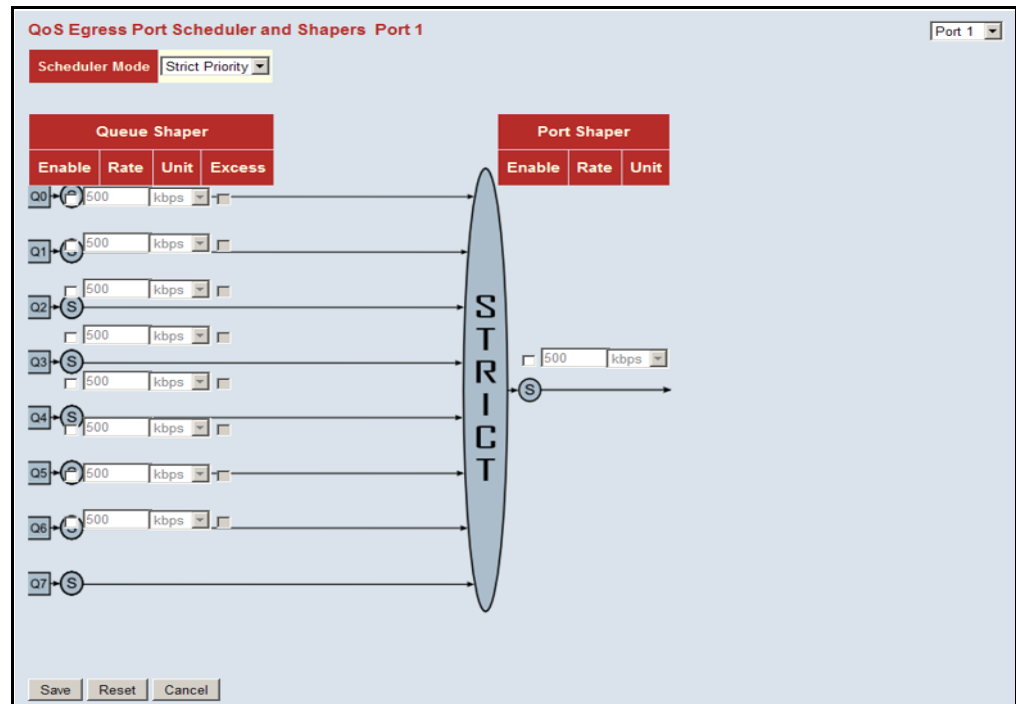 QoS Egress Port Scheduler and Shapers Port 1
Port 1
Scheduler Mode Strict Priority
Queue Shaper
Port Shaper
Enable Rate Unit Excess
Enable Rate Unit
Q0 500 kbps
Q1 500 kbps
500 kbps
Q2 S
500 kbps
Q3 S
500 kbps
500 kbps
Q4 S
500 kbps
S
Q5 500 kbps
Q6 500 kbps
Q7 S
STRICT
Save Reset Cancel